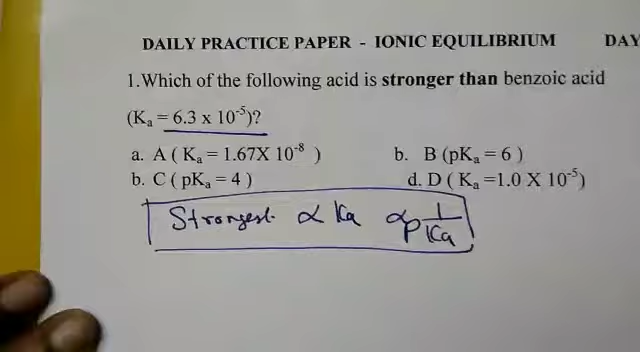 DAILY PRACTICE PAPER - IONIC EQUILIBRIUM DAY
1.Which of the following acid is stronger than benzoic acid
(Kₐ = 6.3 x 10⁻⁵)?
a. A ( Kₐ = 1.67X 10⁻⁸ ) b. B (pKₐ = 6 )
b. C ( pKₐ = 4 ) d. D ( Kₐ =1.0 X 10⁻⁵)
Strongest ∝ Ka ∝ 1/pKa